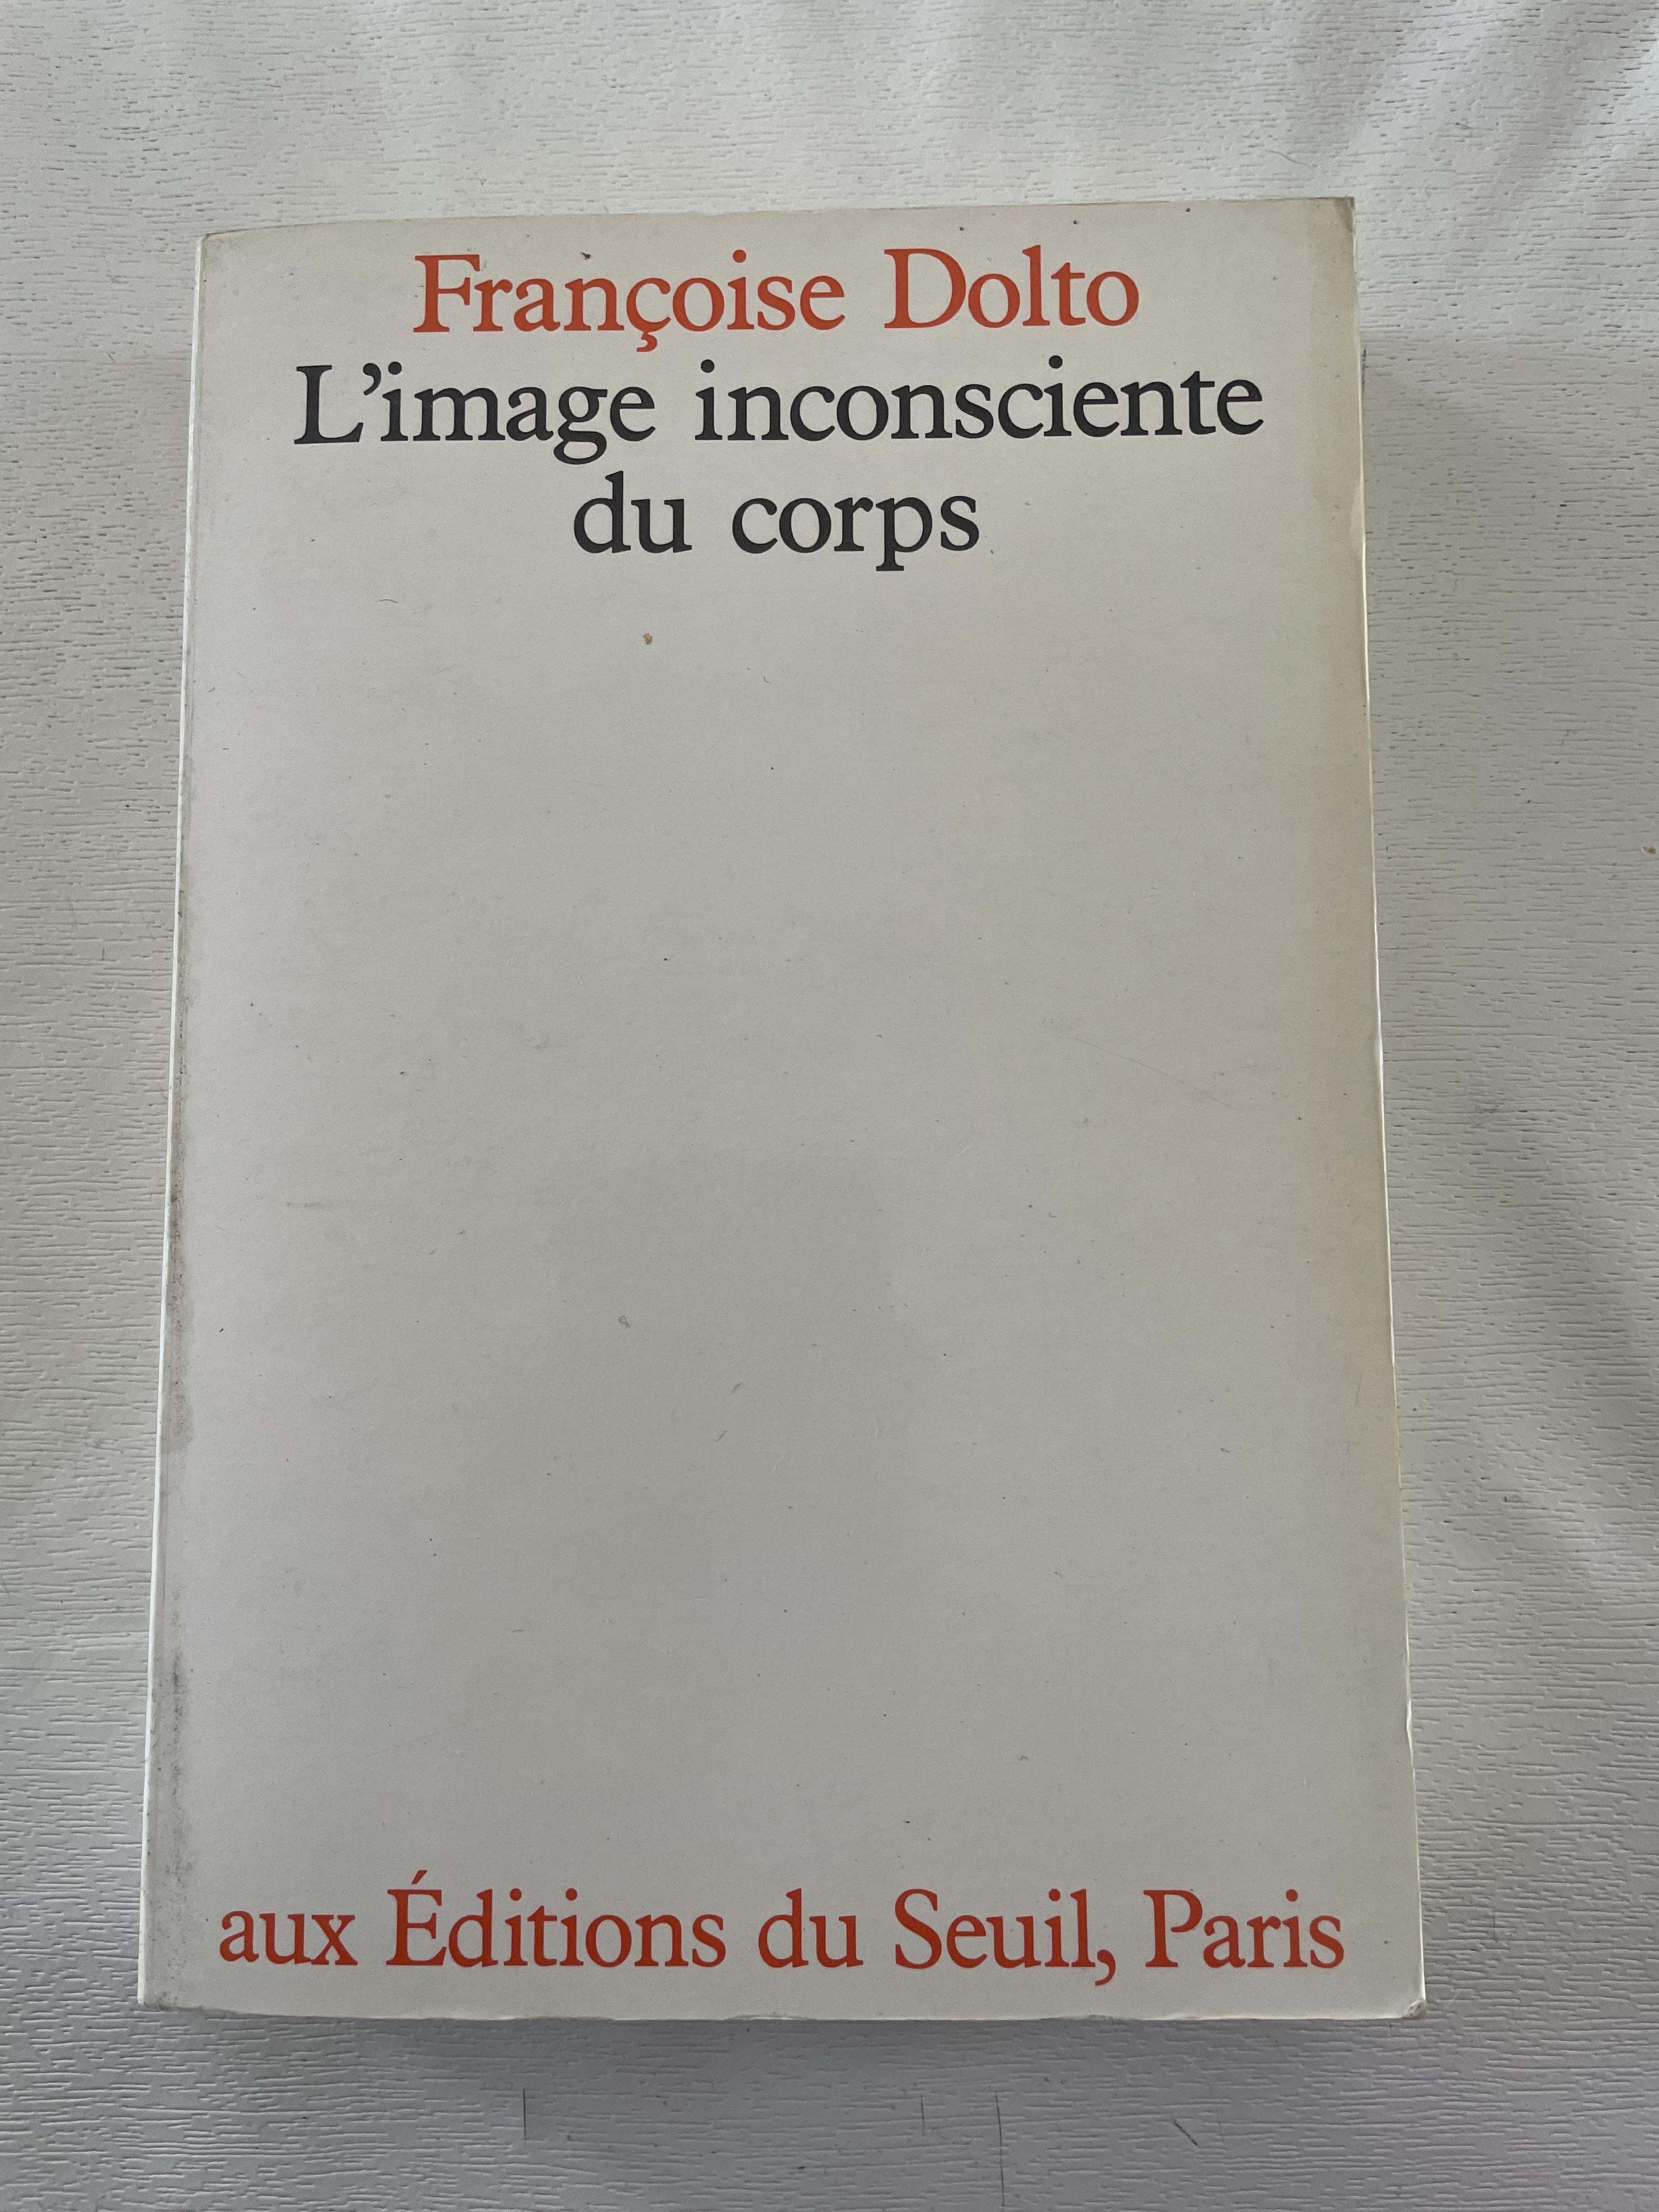 Françoise Dolto
L'image inconsciente
du corps
aux Éditions du Seuil, Paris